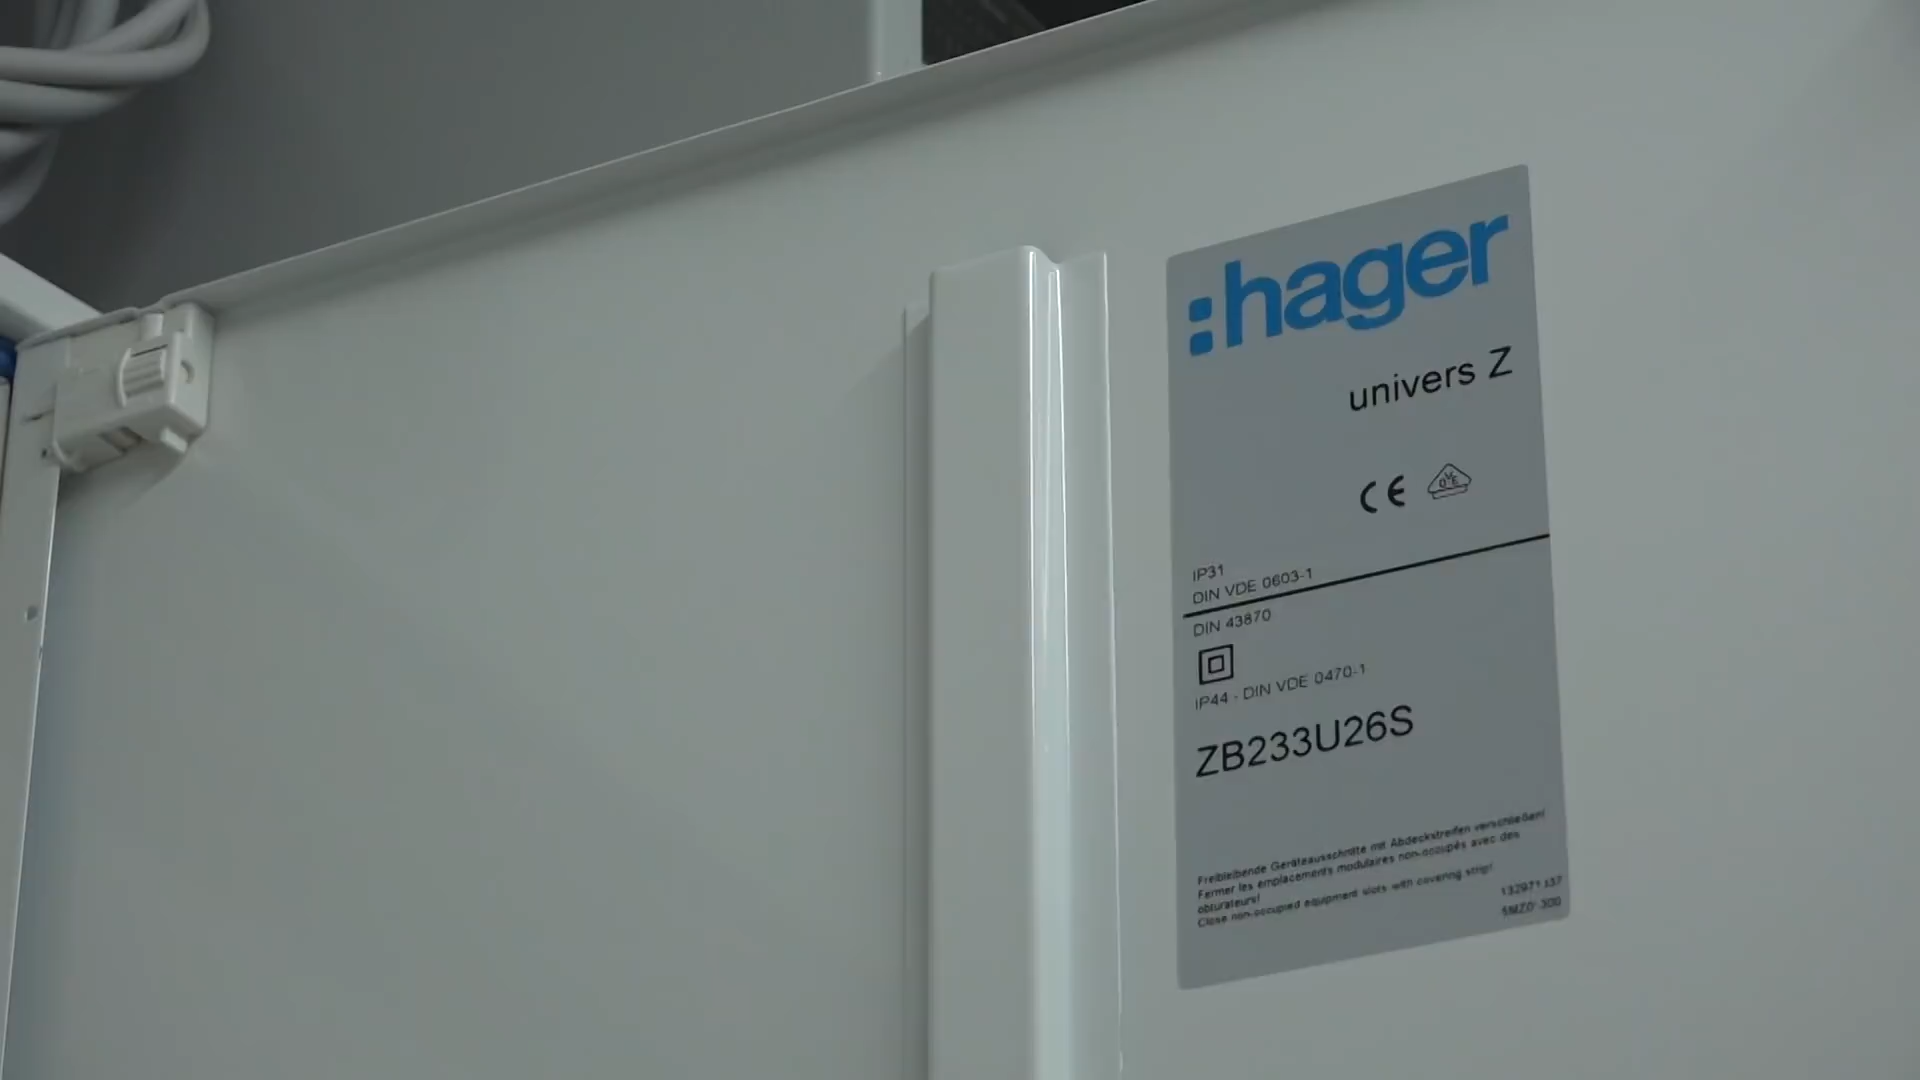 :hager
univers Z
CE DVE
IP31
DIN VDE 0603-1
DIN 43870
IP44 - DIN VDE 0470-1
ZB233U26S
Freibleibende Geräteausschnitte mit Abdeckstreifen verschließen!
Fermer les emplacements modulaires non-occupés avec des
obturateurs!
Close non-occupied equipment slots with covering strip!